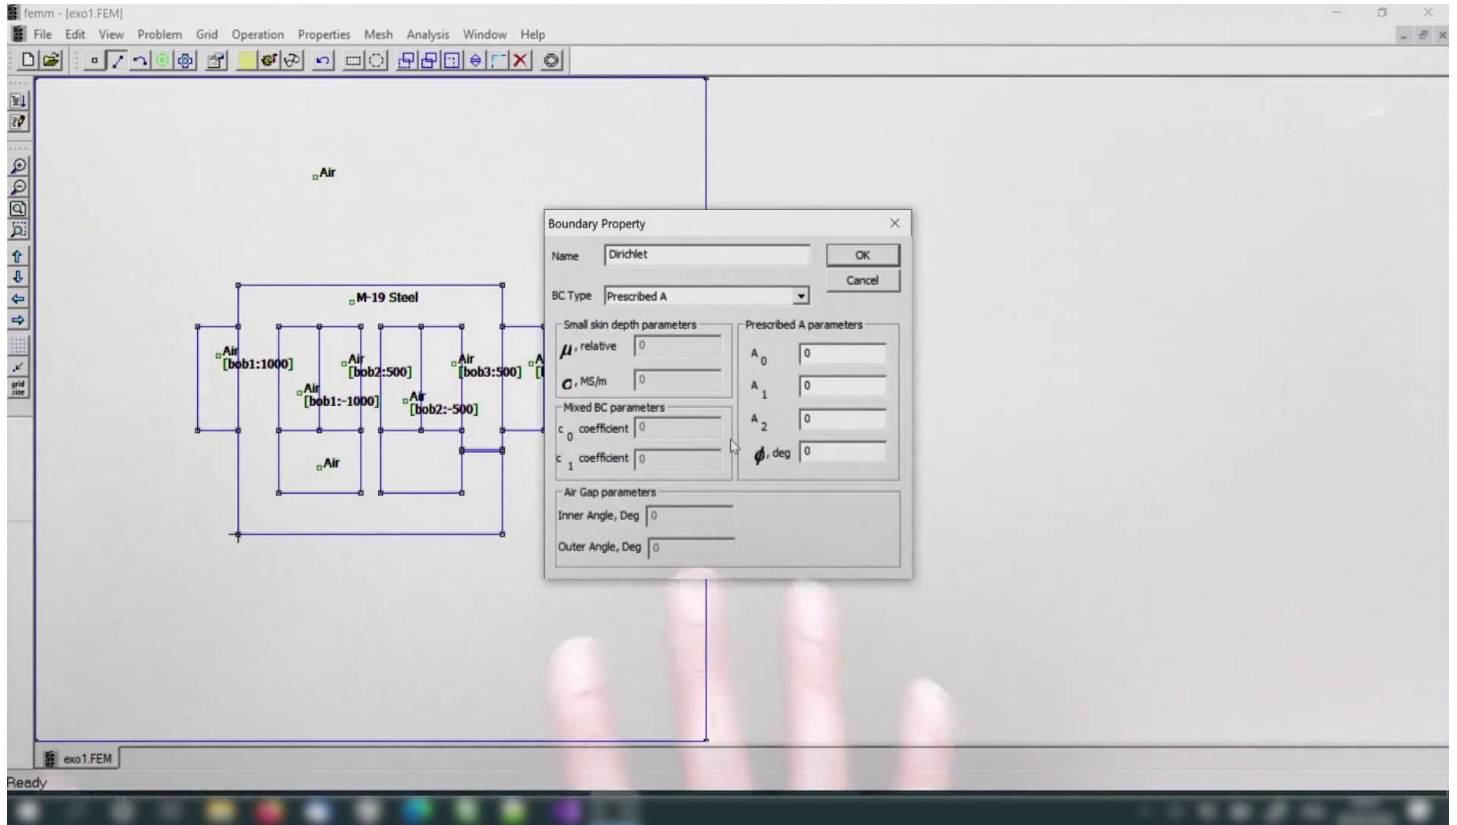 femm - [exo1.FEM]
File Edit View Problem Grid Operation Properties Mesh Analysis Window Help
Air
Boundary Property
Name Dirichlet OK
Cancel
BC Type Prescribed A
M-19 Steel
Small skin depth parameters
Prescribed A parameters
μ, relative 0
A 0 0
σ, MS/m 0
A 1 0
Mixed BC parameters
c 0 coefficient 0
A 2 0
c 1 coefficient 0
ϕ, deg 0
Air Gap parameters
Inner Angle, Deg 0
Outer Angle, Deg 0
Air
[bob1:1000]
Air
[bob2:500]
Air
[bob3:500]
Air
[bob1:-1000]
Air
[bob2:-500]
Air
grid
size
exo1.FEM
Ready